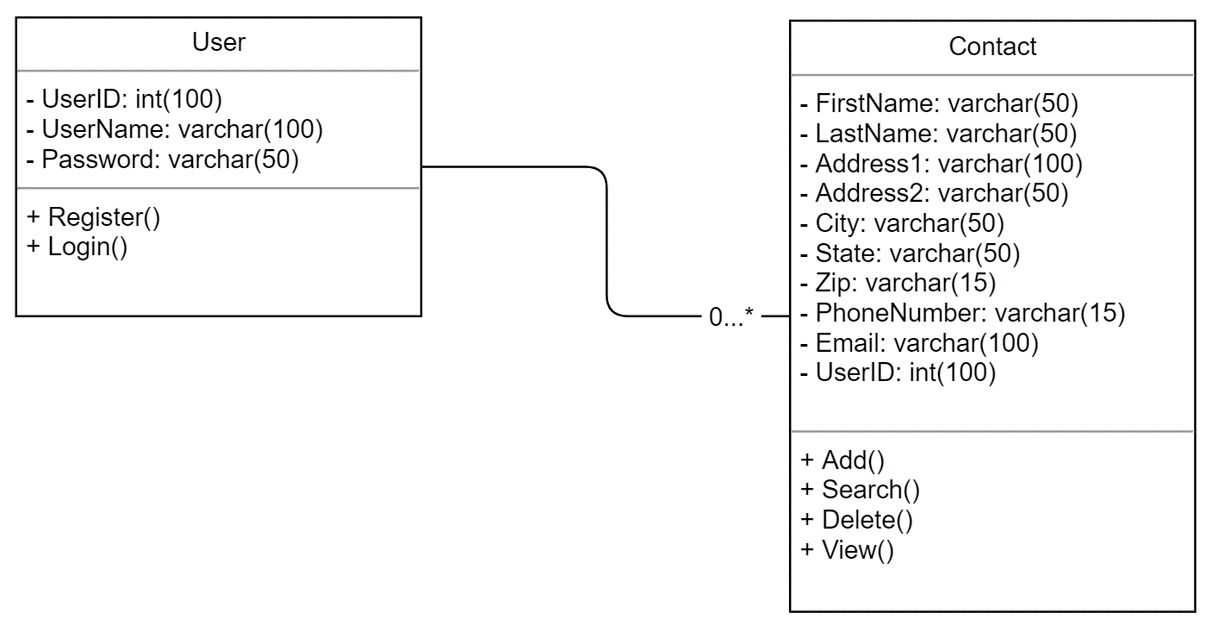 User
- UserID: int(100)
- UserName: varchar(100)
- Password: varchar(50)
+ Register()
+ Login()
0...*
Contact
- FirstName: varchar(50)
- LastName: varchar(50)
- Address1: varchar(100)
- Address2: varchar(50)
- City: varchar(50)
- State: varchar(50)
- Zip: varchar(15)
- PhoneNumber: varchar(15)
- Email: varchar(100)
- UserID: int(100)
+ Add()
+ Search()
+ Delete()
+ View()